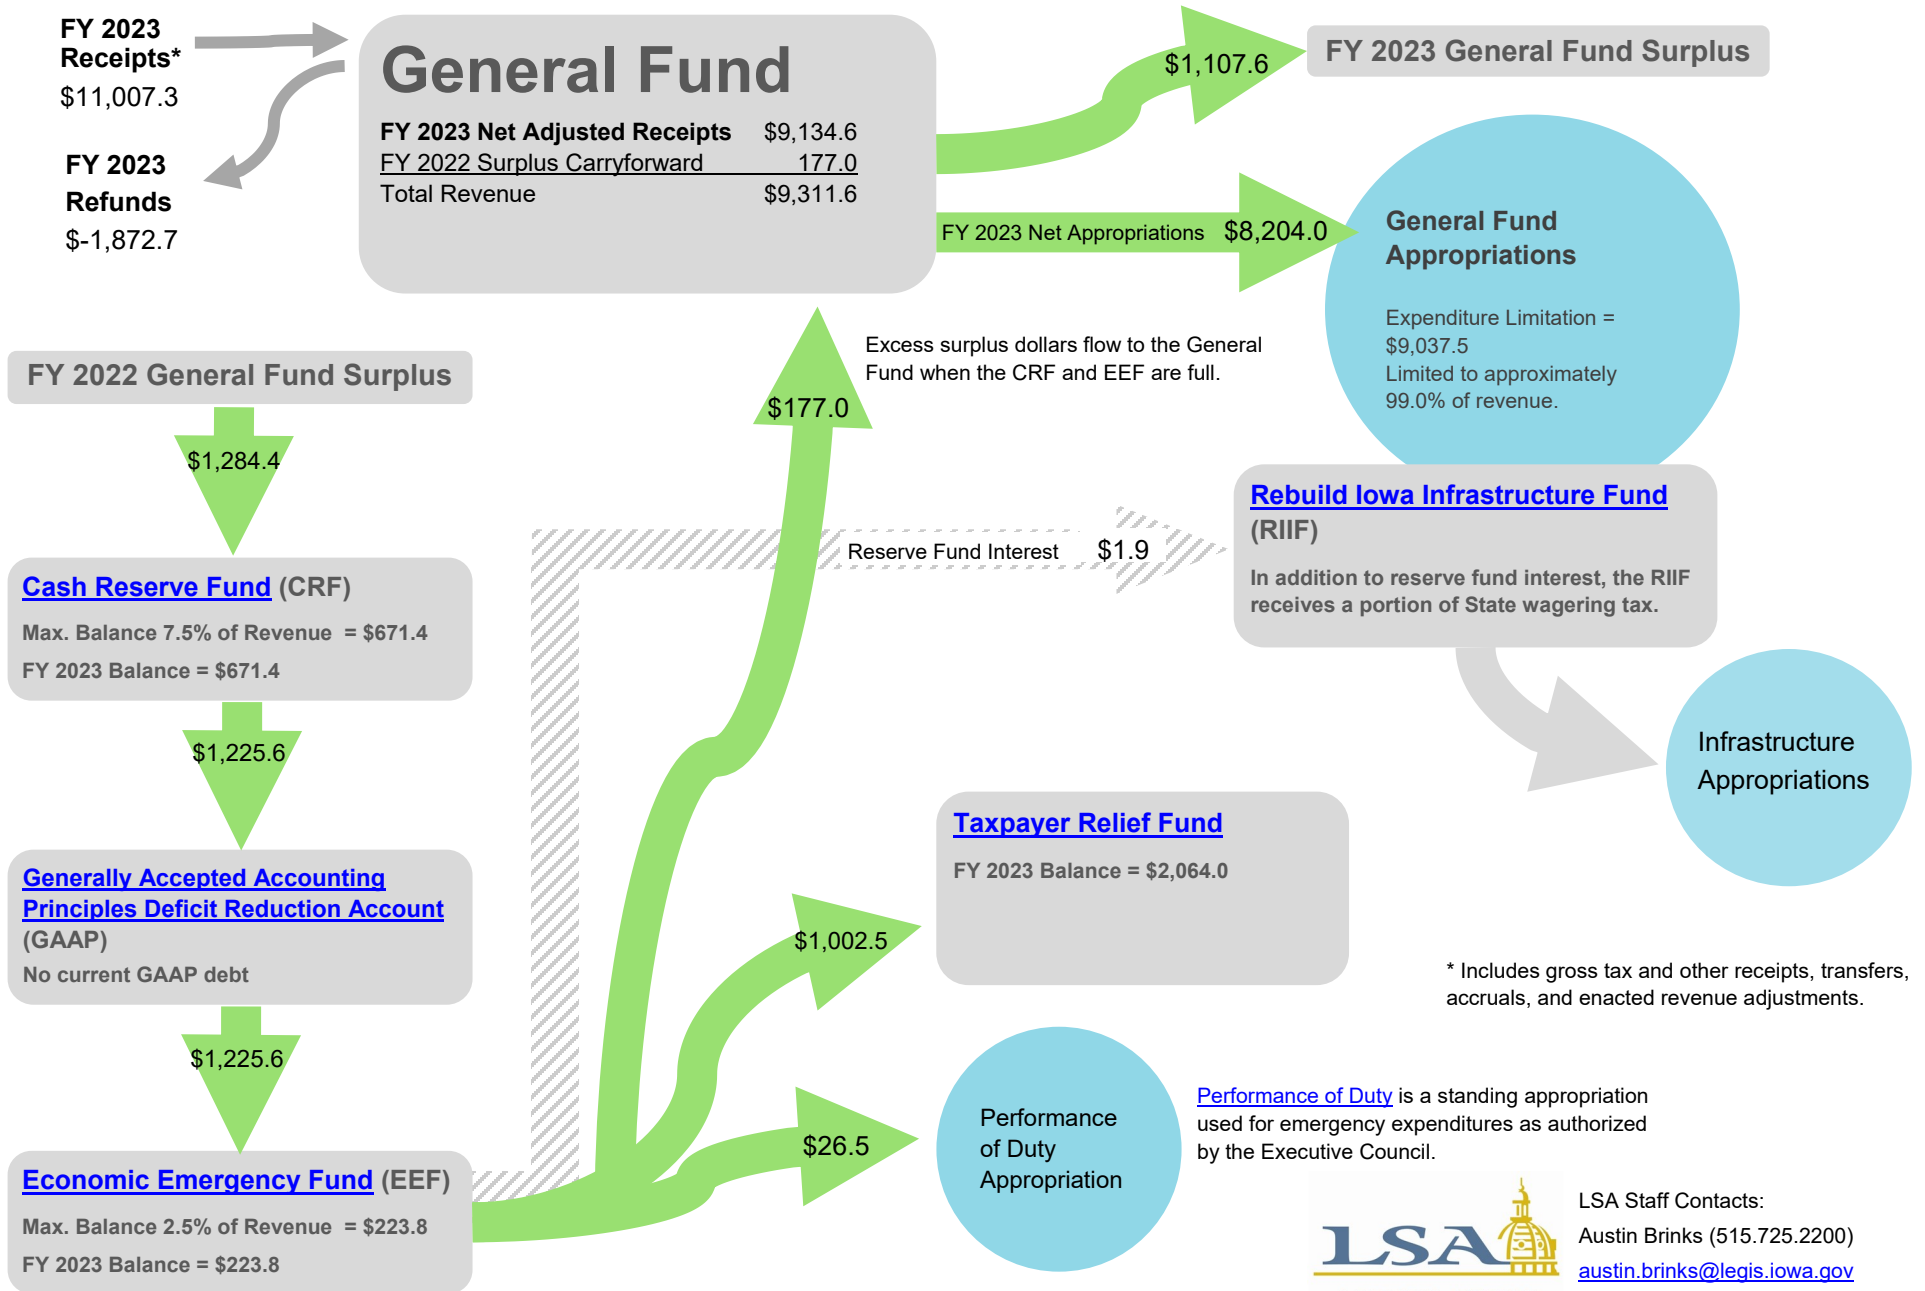 FY 2023
Receipts*
$11,007.3
FY 2023
Refunds
$-1,872.7
General Fund
FY 2023 Net Adjusted Receipts $9,134.6
FY 2022 Surplus Carryforward 177.0
Total Revenue $9,311.6
$1,107.6
FY 2023 General Fund Surplus
FY 2023 Net Appropriations $8,204.0
General Fund
Appropriations
Expenditure Limitation =
$9,037.5
Limited to approximately
99.0% of revenue.
Excess surplus dollars flow to the General
Fund when the CRF and EEF are full.
$177.0
FY 2022 General Fund Surplus
$1,284.4
Cash Reserve Fund (CRF)
Max. Balance 7.5% of Revenue = $671.4
FY 2023 Balance = $671.4
$1,225.6
Generally Accepted Accounting
Principles Deficit Reduction Account
(GAAP)
No current GAAP debt
$1,225.6
Economic Emergency Fund (EEF)
Max. Balance 2.5% of Revenue = $223.8
FY 2023 Balance = $223.8
Reserve Fund Interest $1.9
Rebuild Iowa Infrastructure Fund
(RIIF)
In addition to reserve fund interest, the RIIF
receives a portion of State wagering tax.
Infrastructure
Appropriations
Taxpayer Relief Fund
FY 2023 Balance = $2,064.0
$1,002.5
$26.5
Performance
of Duty
Appropriation
* Includes gross tax and other receipts, transfers,
accruals, and enacted revenue adjustments.
Performance of Duty is a standing appropriation
used for emergency expenditures as authorized
by the Executive Council.
LSA
LSA Staff Contacts:
Austin Brinks (515.725.2200)
austin.brinks@legis.iowa.gov